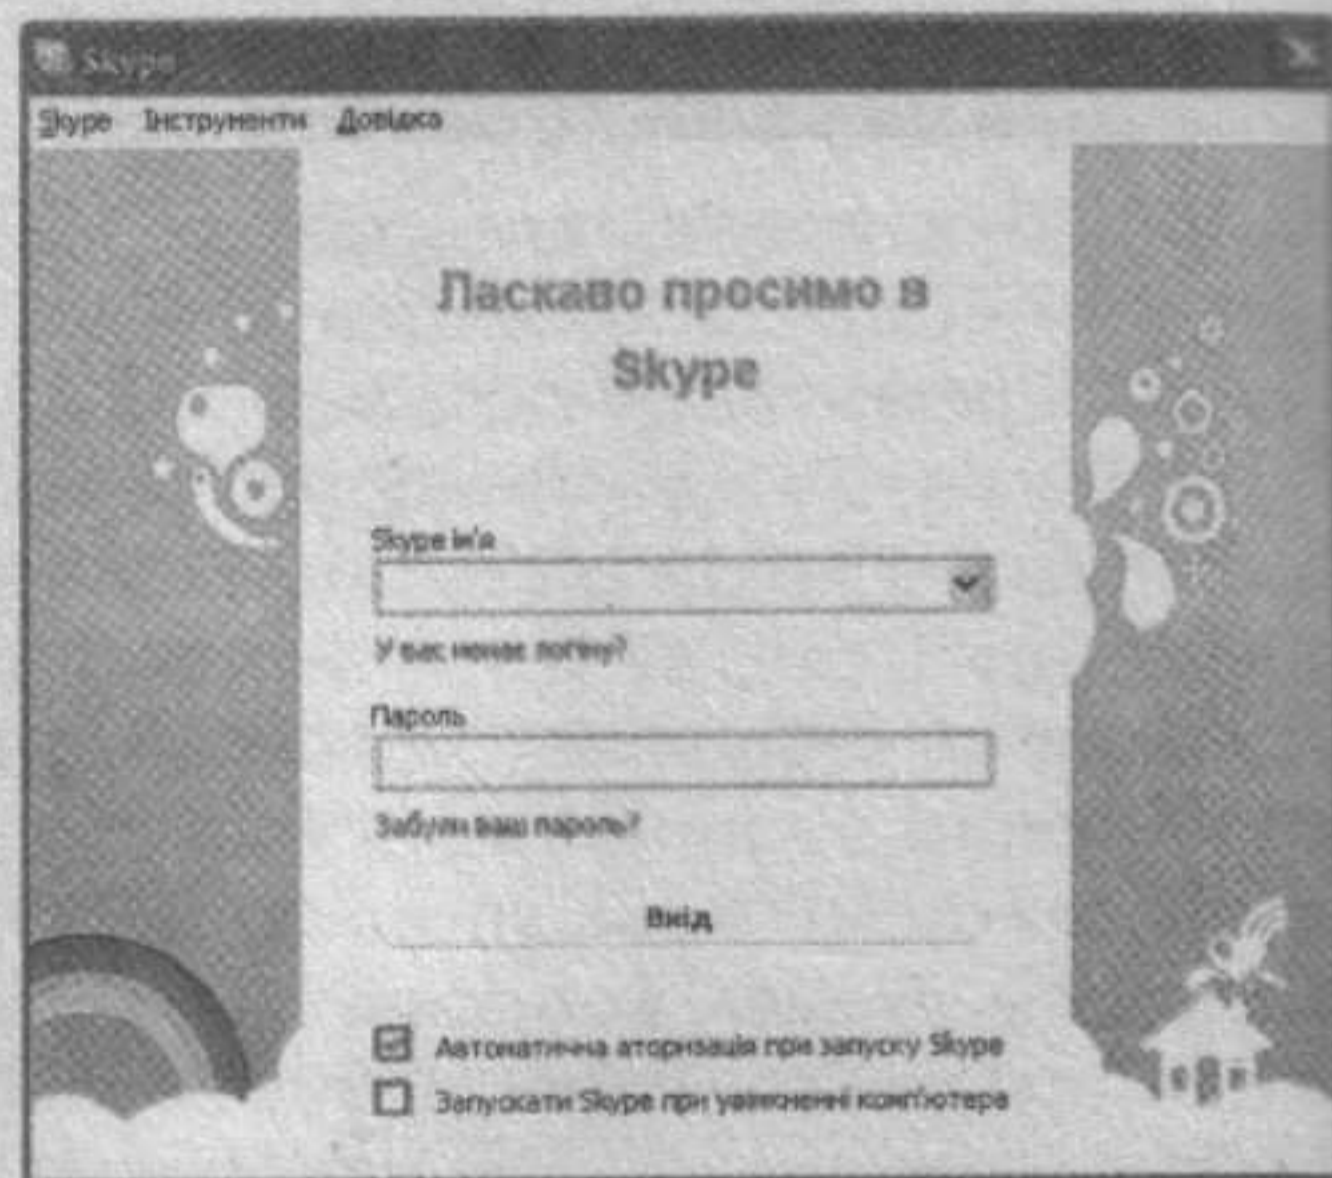 Skype
Skype Інструменти Довідка
Ласкаво просимо в
Skype
Skype ім'я
У вас немає логіну?
Пароль
Забули ваш пароль?
Вхід
Автоматична аторизація при запуску Skype
Запускати Skype при увімкненні комп'ютера